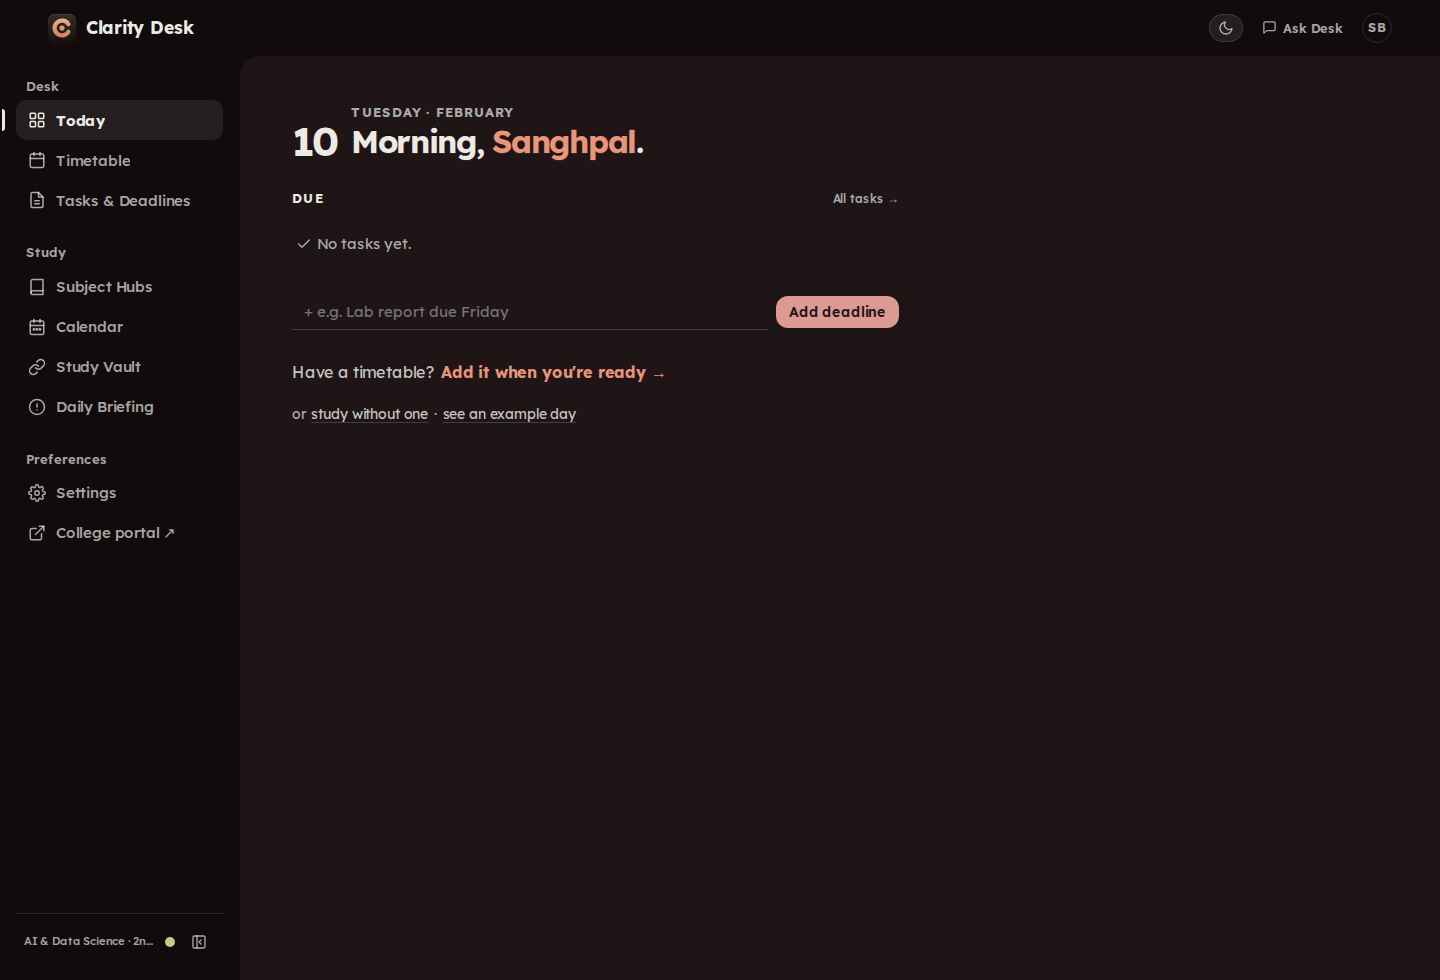 Clarity Desk
Ask Desk
SB
Desk
Today
Timetable
Tasks & Deadlines
Study
Subject Hubs
Calendar
Study Vault
Daily Briefing
Preferences
Settings
College portal ↗
AI & Data Science · 2n...
TUESDAY · FEBRUARY
10 Morning, Sanghpal.
DUE
All tasks →
No tasks yet.
+ e.g. Lab report due Friday
Add deadline
Have a timetable? Add it when you're ready →
or study without one · see an example day